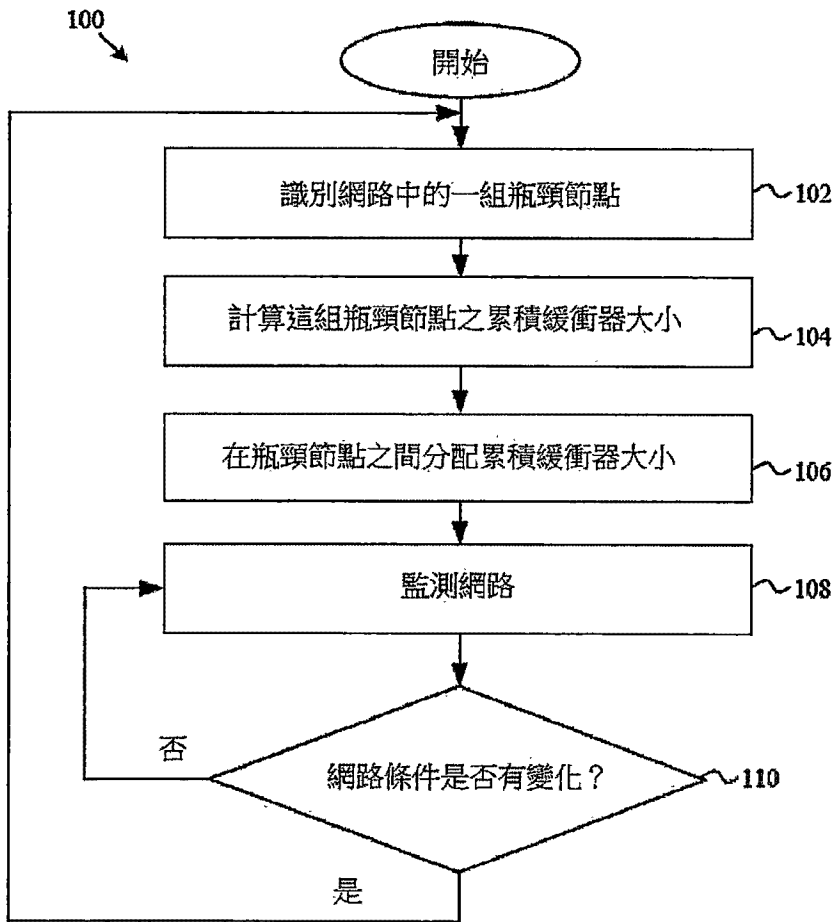 100
開始
識別網路中的一組瓶頸節點
102
計算這組瓶頸節點之累積緩衝器大小
104
在瓶頸節點之間分配累積緩衝器大小
106
監測網路
108
否
網路條件是否有變化？
110
是